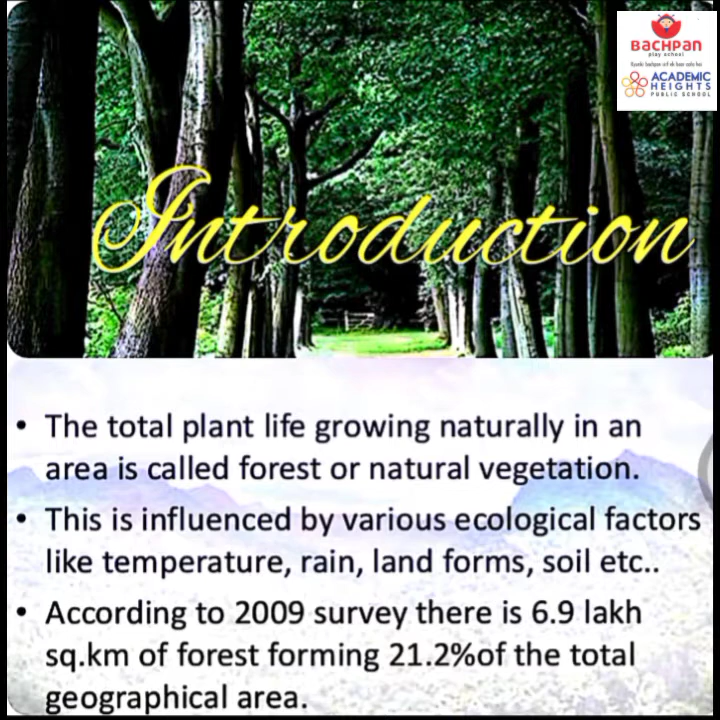 BACHPAN
play school
ACADEMIC
HEIGHTS
PUBLIC SCHOOL
Introduction
• The total plant life growing naturally in an
area is called forest or natural vegetation.
• This is influenced by various ecological factors
like temperature, rain, land forms, soil etc..
• According to 2009 survey there is 6.9 lakh
sq.km of forest forming 21.2%of the total
geographical area.